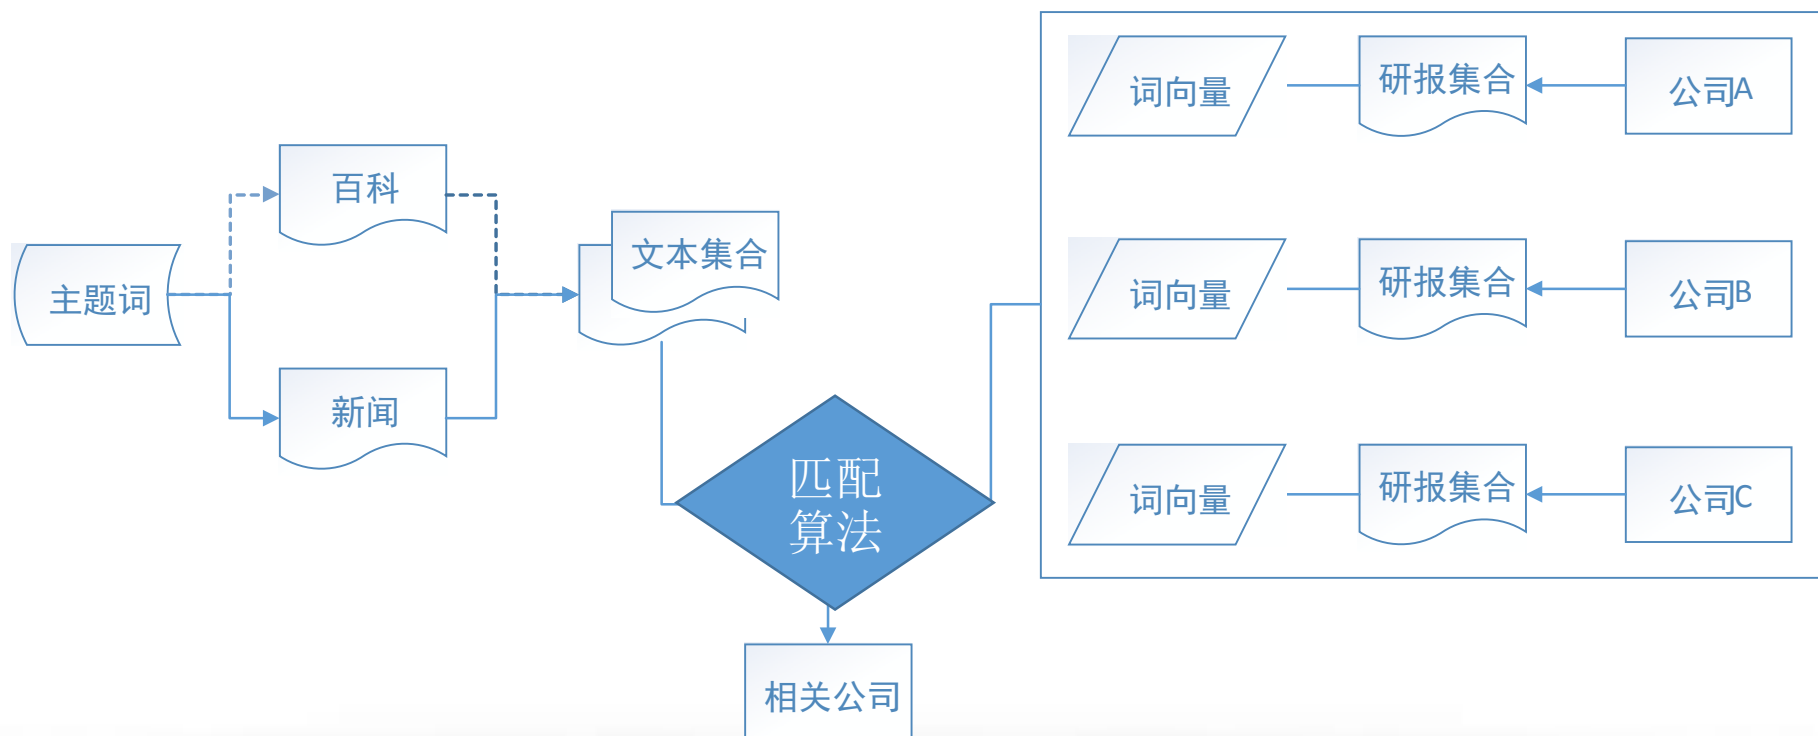 主题词
百科
新闻
文本集合
匹配
算法
相关公司
词向量
研报集合
公司A
词向量
研报集合
公司B
词向量
研报集合
公司C